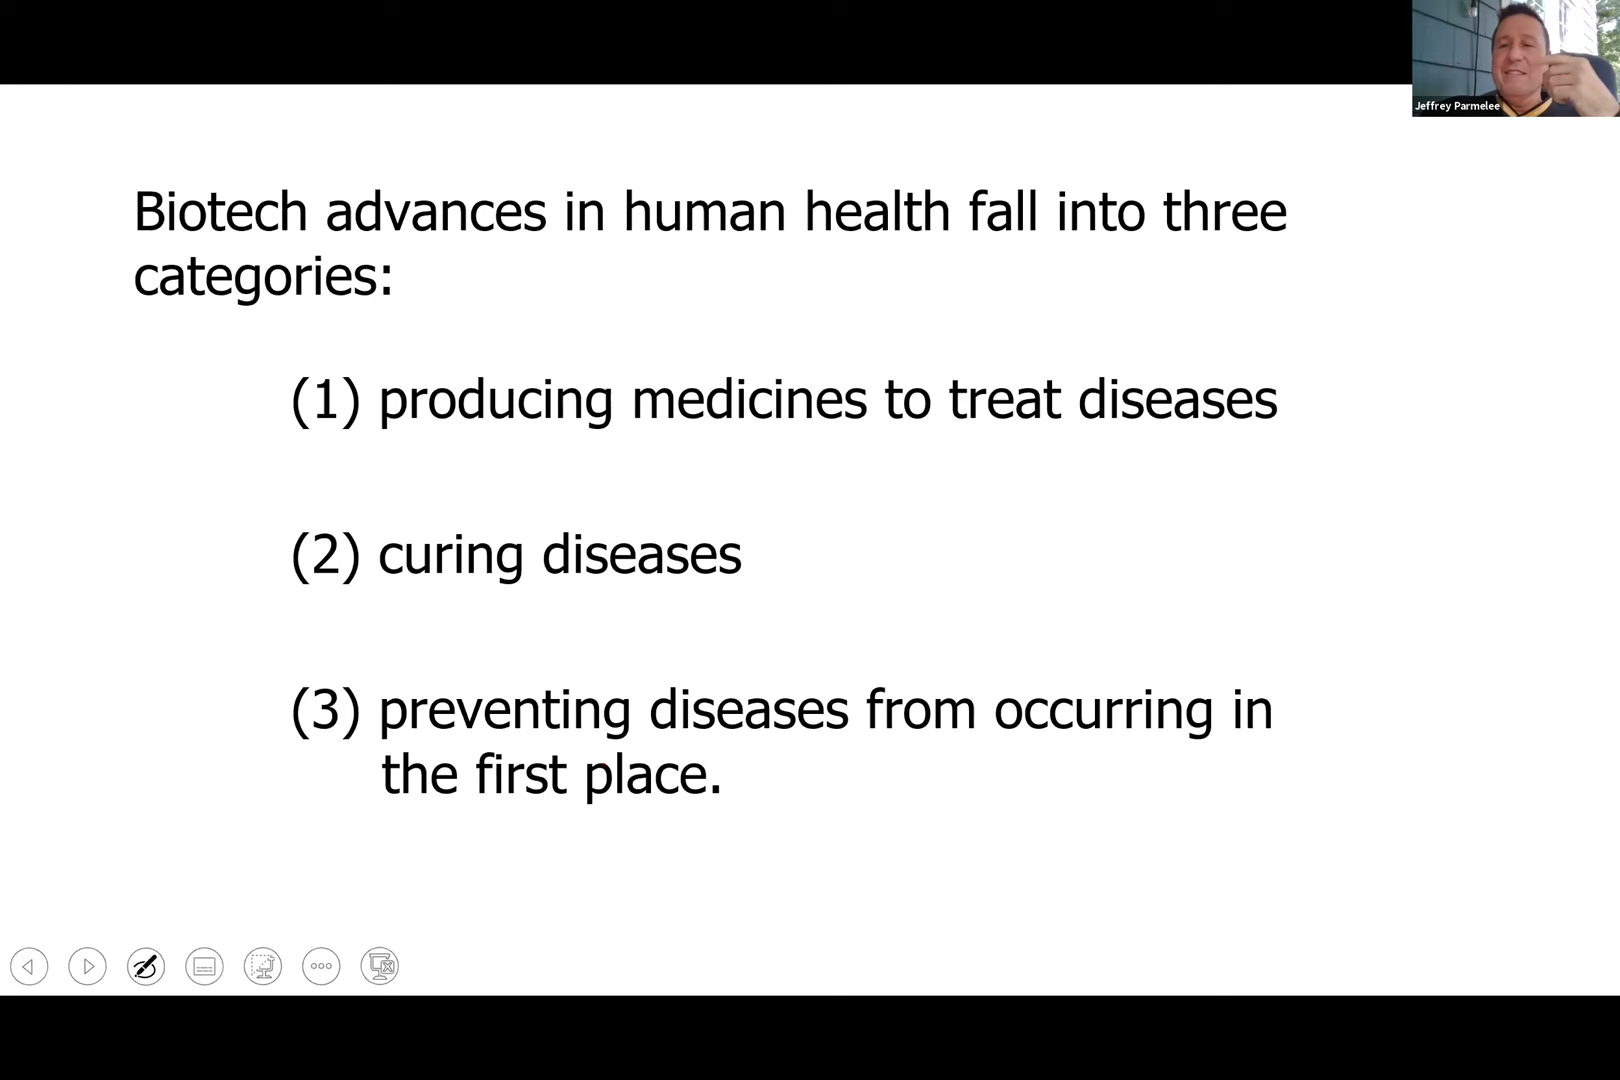 Jeffrey Parmelee
Biotech advances in human health fall into three
categories:
(1) producing medicines to treat diseases
(2) curing diseases
(3) preventing diseases from occurring in
the first place.